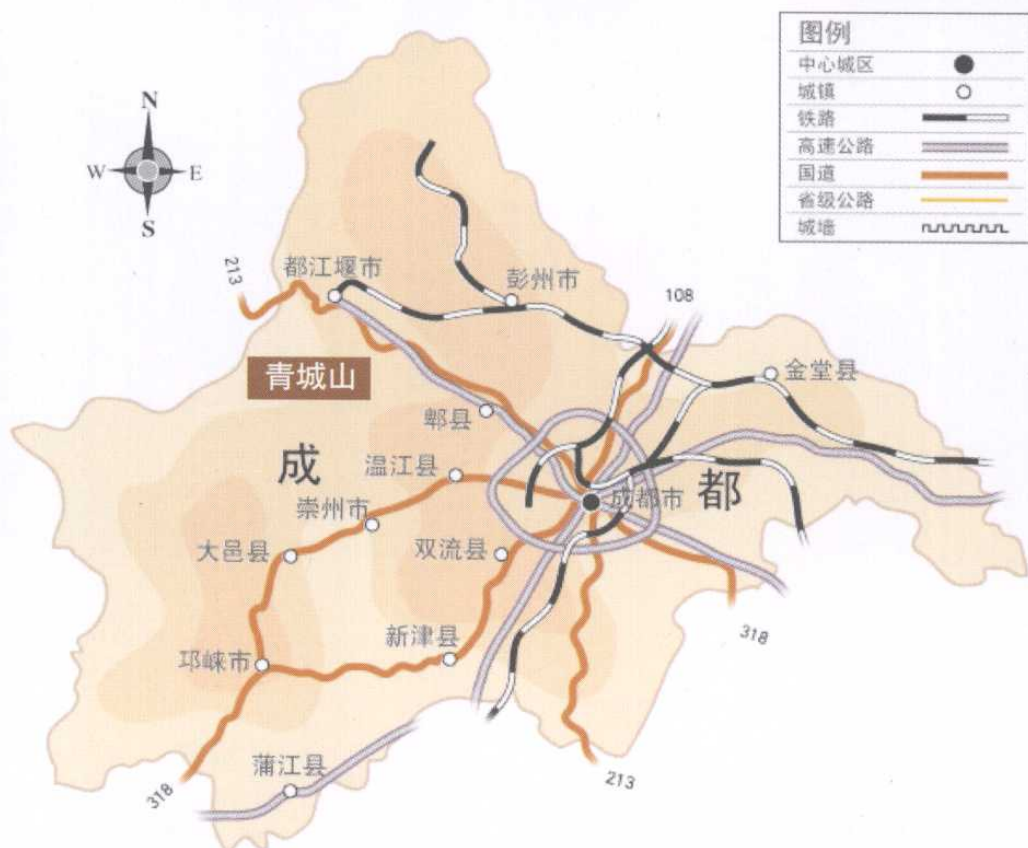 图例
中心城区
城镇
铁路
高速公路
国道
省级公路
城墙
N
W
E
S
213
都江堰市
彭州市
108
青城山
金堂县
郫县
成
温江县
都
成都市
崇州市
大邑县
双流县
新津县
318
邛崃市
蒲江县
213
318